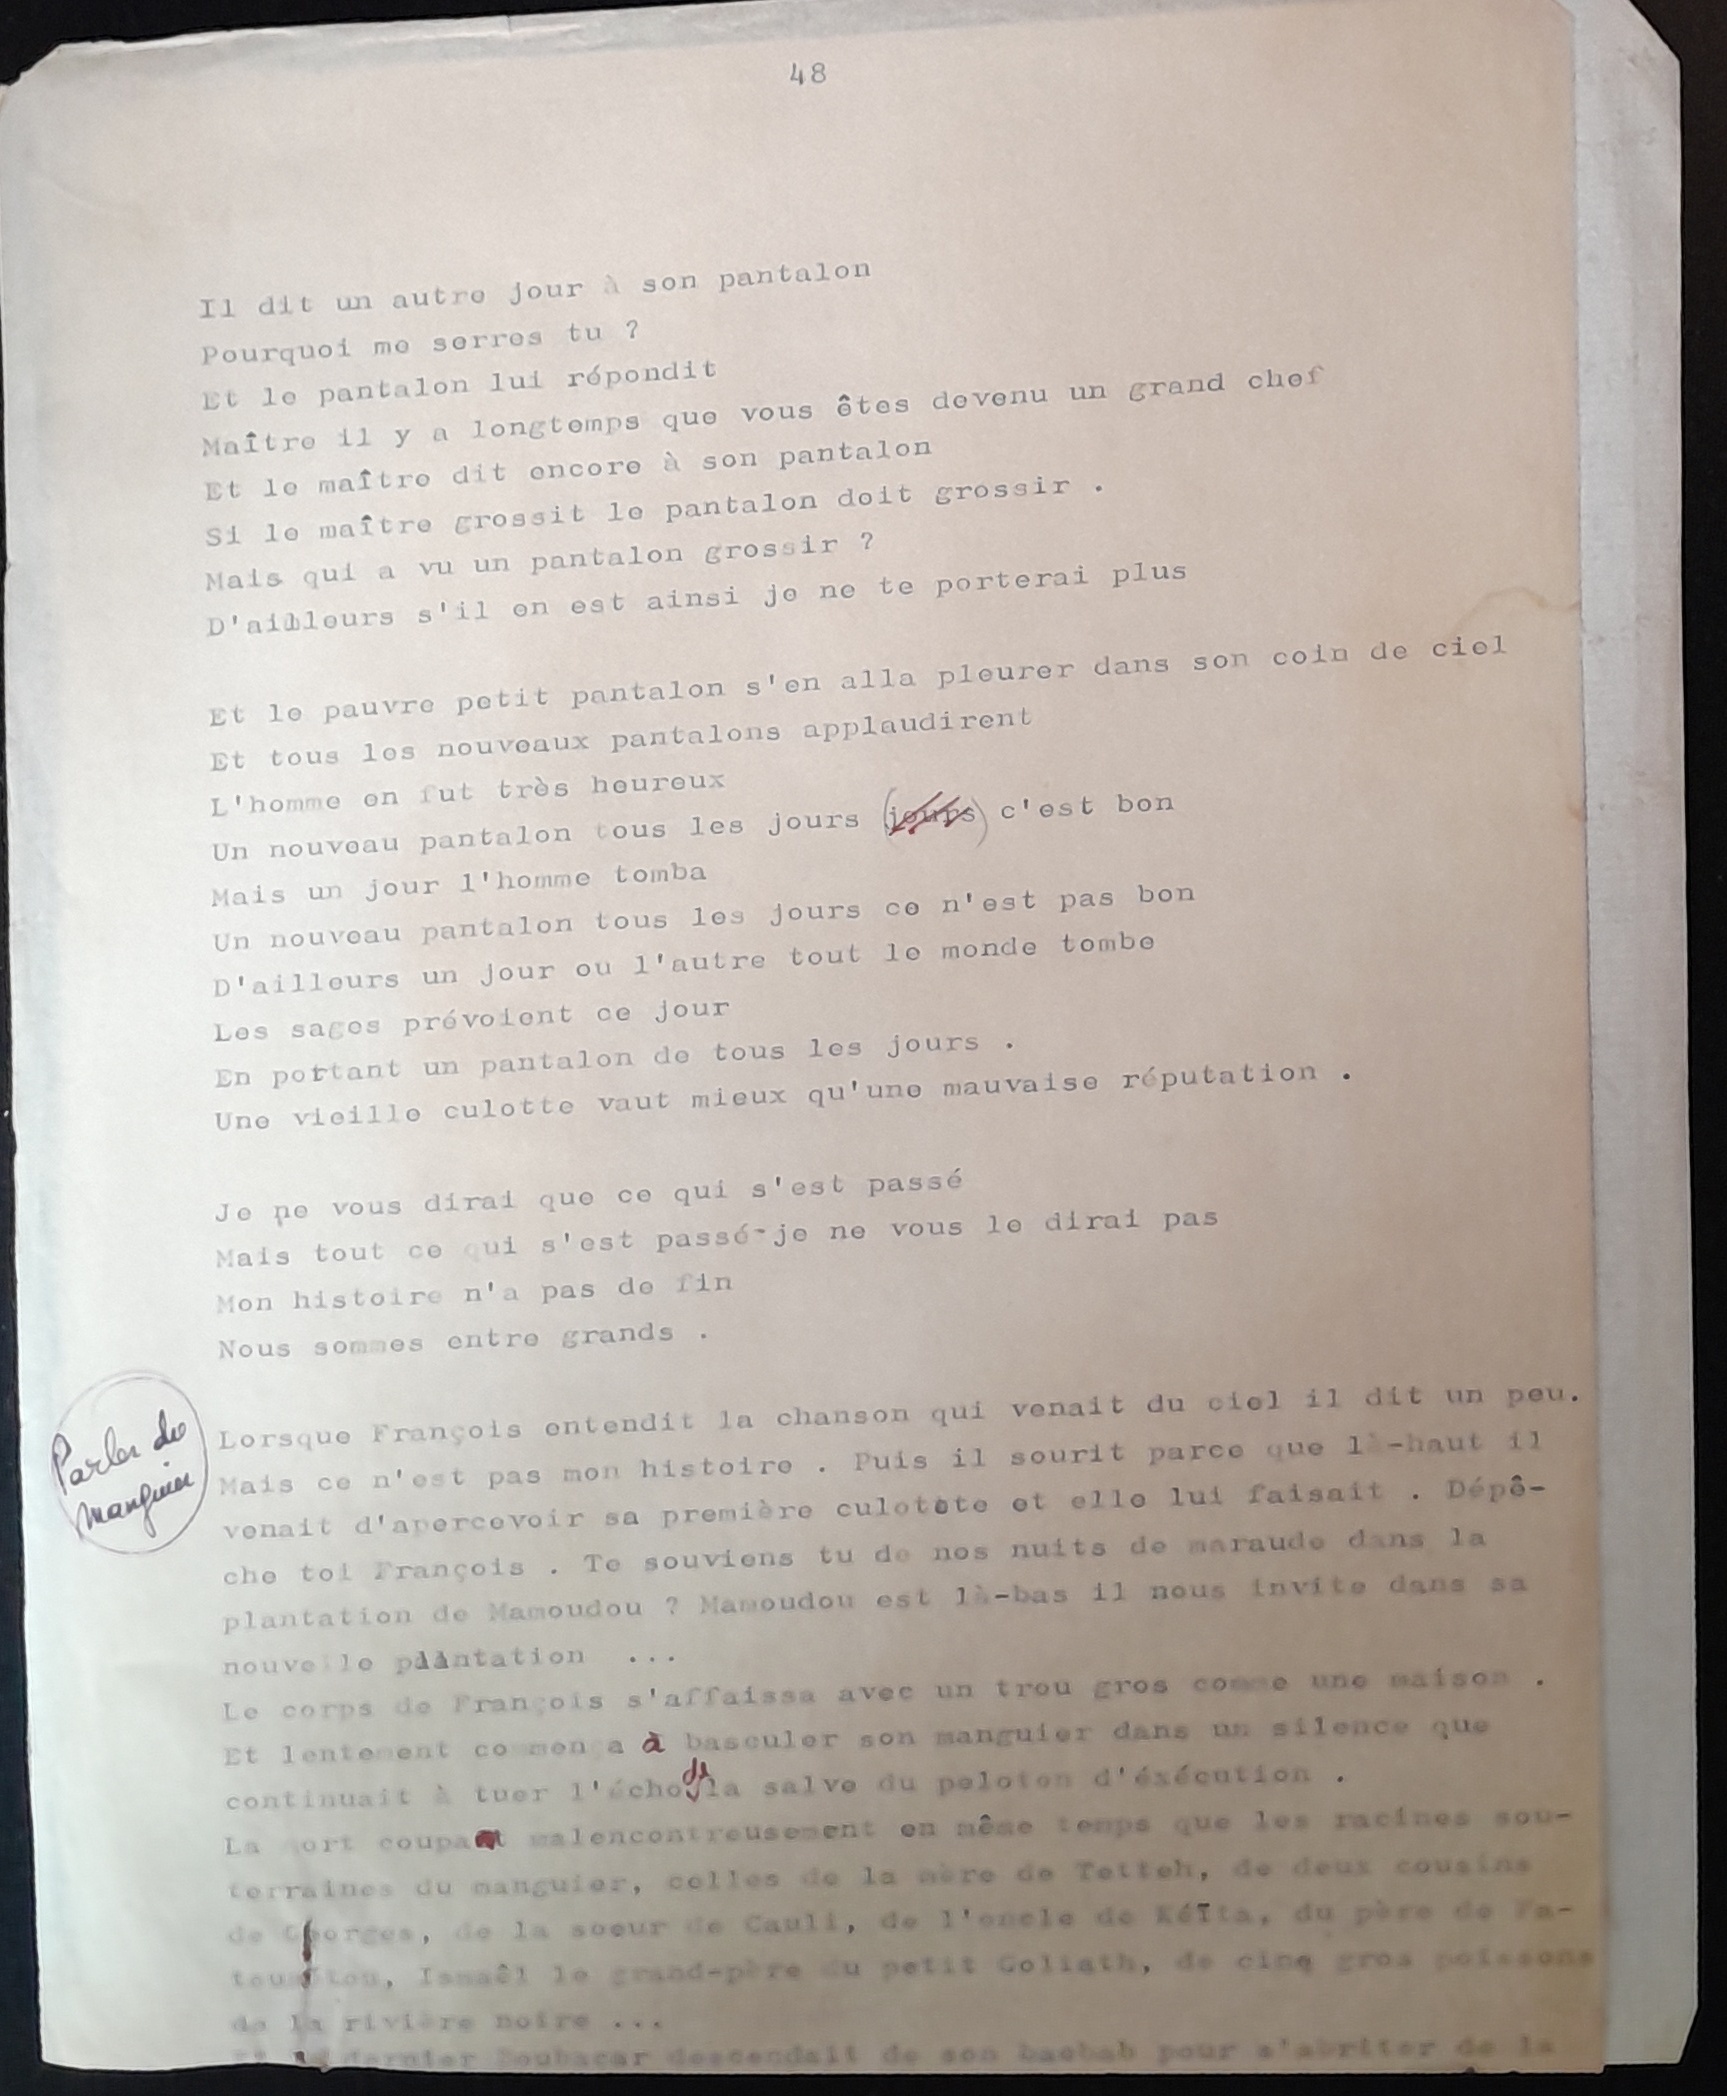 48
Il dit un autre jour à son pantalon
Pourquoi me serres tu ?
Et le pantalon lui répondit
Maître il y a longtemps que vous êtes devenu un grand chef
Et le maître dit encore à son pantalon
Si le maître grossit le pantalon doit grossir .
Mais qui a vu un pantalon grossir ?
D'ailleurs s'il en est ainsi je ne te porterai plus
Et le pauvre petit pantalon s'en alla pleurer dans son coin de ciel
Et tous les nouveaux pantalons applaudirent
L'homme en fut très heureux
Un nouveau pantalon tous les jours (jours) c'est bon
Mais un jour l'homme tomba
Un nouveau pantalon tous les jours ce n'est pas bon
D'ailleurs un jour ou l'autre tout le monde tombe
Les sages prévoient ce jour
En portant un pantalon de tous les jours .
Une vieille culotte vaut mieux qu'une mauvaise réputation .
Je ne vous dirai que ce qui s'est passé
Mais tout ce qui s'est passé-je ne vous le dirai pas
Mon histoire n'a pas de fin
Nous sommes entre grands .
Parler du
manguier
Lorsque François entendit la chanson qui venait du ciel il dit un peu.
Mais ce n'est pas mon histoire . Puis il sourit parce que là-haut il
venait d'apercevoir sa première culotete et elle lui faisait . Dépê-
che toi François . Te souviens tu de nos nuits de maraude dans la
plantation de Mamoudou ? Mamoudou est là-bas il nous invite dans sa
nouvelle plantation ...
Le corps de François s'affaissa avec un trou gros comme une maison .
Et lentement commença à basculer son manguier dans un silence que
continuait à tuer l'écho de la salve du peloton d'éxécution .
La mort coupa malencontreusement en même temps que les racines sou-
terraines du manguier, celles de la mère de Tetteh, de deux cousins
de Georges, de la soeur de Cauli, de l'oncle de Kéïta, du père de Fa-
Ismaël le grand-père du petit Goliath, de cinq gros poissons
de la rivière noire ...
dernier Boubacar descendait de son baobab pour s'abriter de la